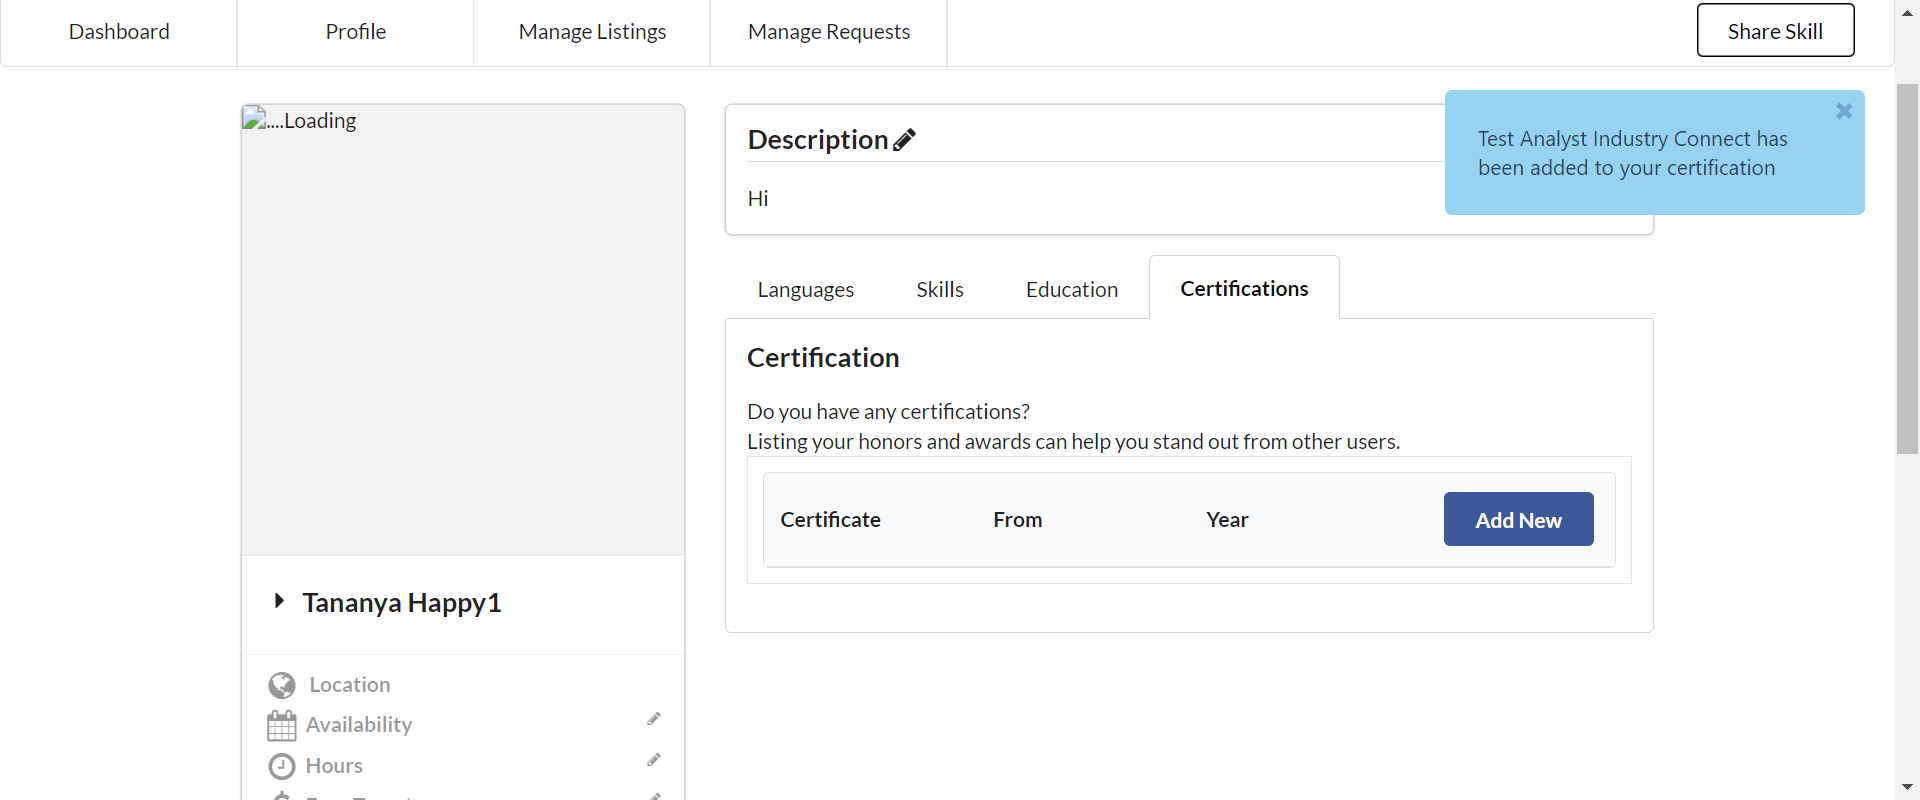 Dashboard
Profile
Manage Listings
Manage Requests
Share Skill
....Loading
Description
Hi
Test Analyst Industry Connect has
been added to your certification
Languages
Skills
Education
Certifications
Certification
Do you have any certifications?
Listing your honors and awards can help you stand out from other users.
Certificate
From
Year
Add New
Tananya Happy1
Location
Availability
Hours